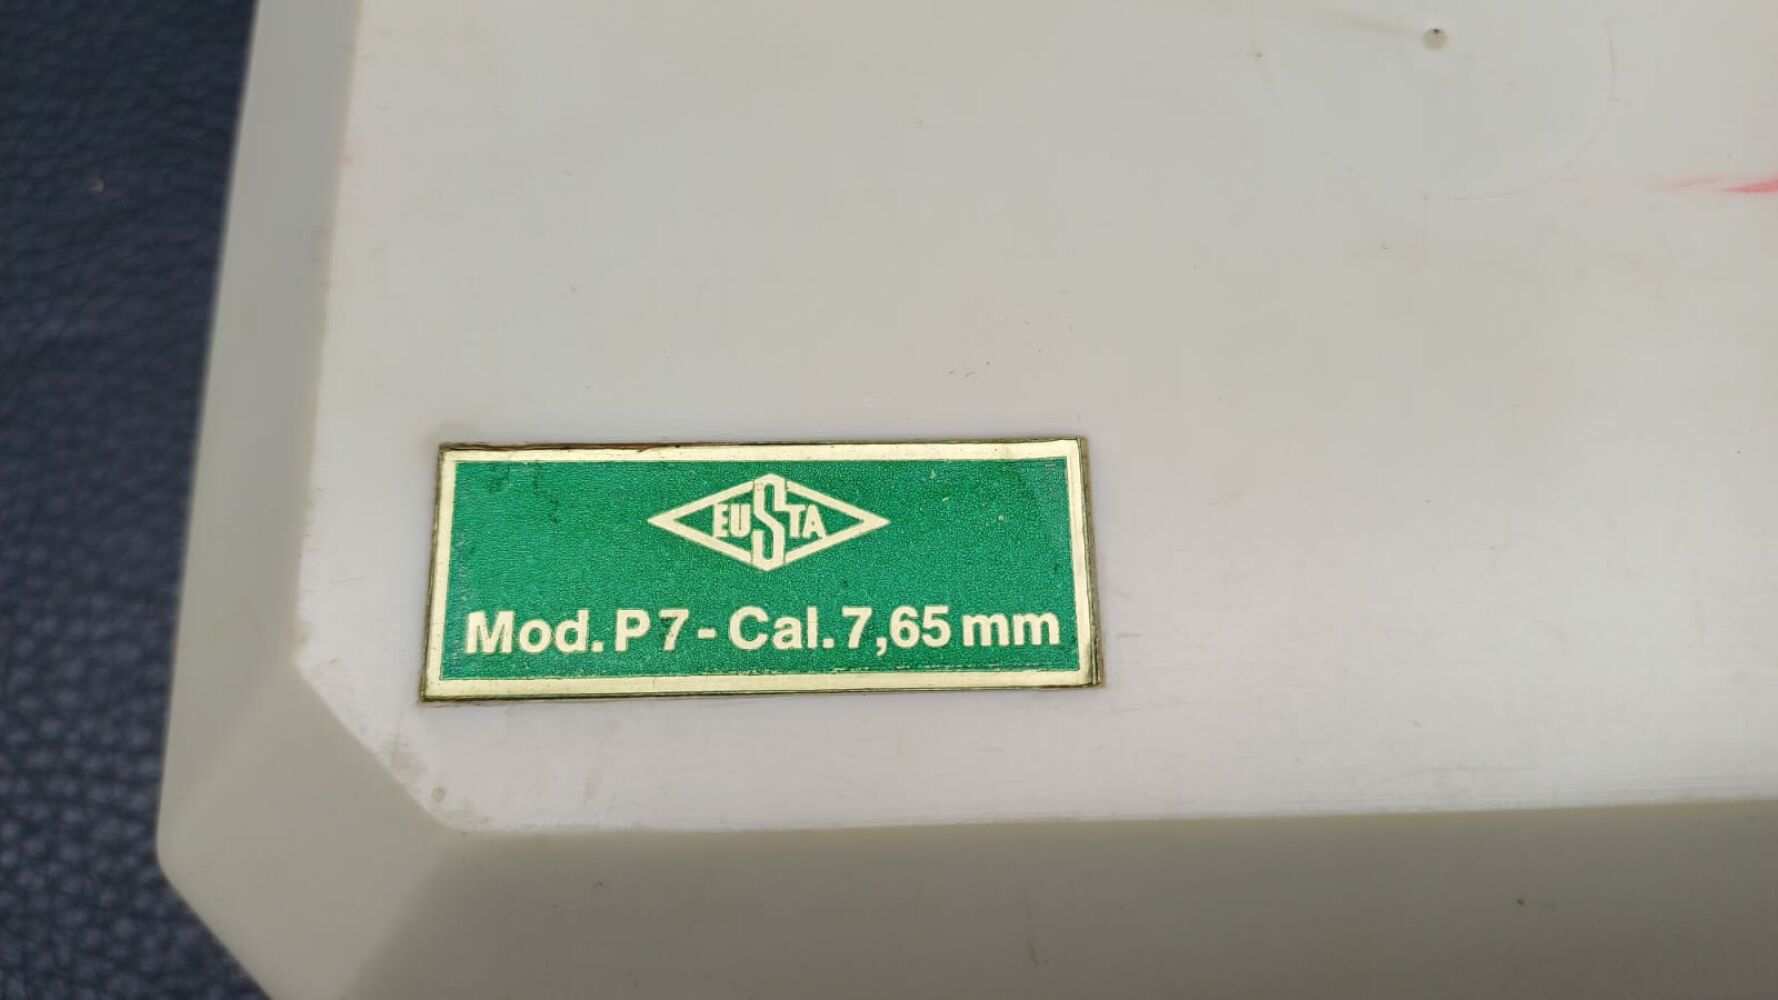 EUSTA
Mod. P7 - Cal. 7,65 mm